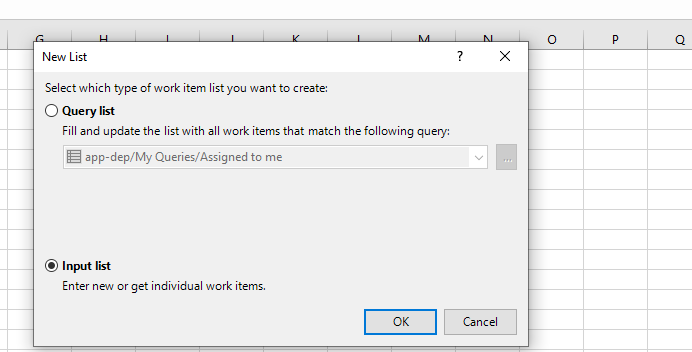 G H I J K L M N O P Q
New List ? X
Select which type of work item list you want to create:
Query list
Fill and update the list with all work items that match the following query:
app-dep/My Queries/Assigned to me ...
Input list
Enter new or get individual work items.
OK Cancel